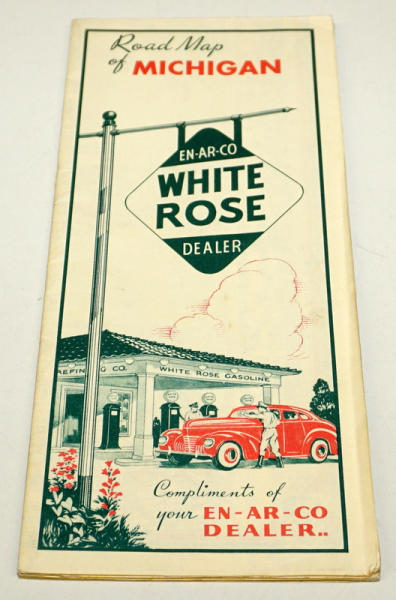 Road Map
of MICHIGAN
EN-AR-CO
WHITE
ROSE
DEALER
REFINING CO.
WHITE ROSE GASOLINE
Compliments of
your EN-AR-CO
DEALER..